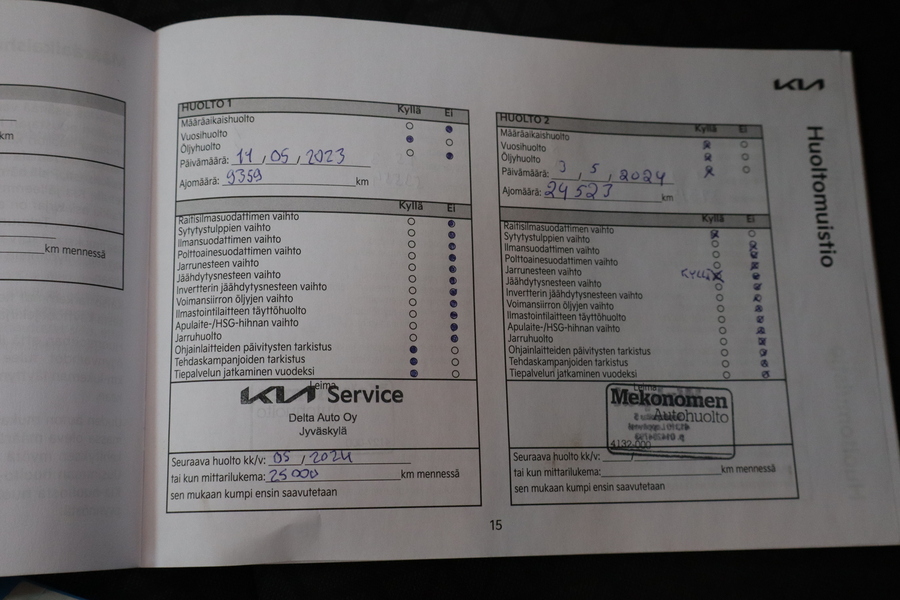 km
km mennessä
HUOLTO 1 Kyllä Ei
Määräaikaishuolto
Vuosihuolto
Öljyhuolto
Päivämäärä: 11, 05, 2023
Ajomäärä: 9359 km
Kyllä Ei
Raitisilmasuodattimen vaihto
Sytytystulppien vaihto
Ilmansuodattimen vaihto
Polttoainesuodattimen vaihto
Jarrunesteen vaihto
Jäähdytysnesteen vaihto
Invertterin jäähdytysnesteen vaihto
Voimansiirron öljyjen vaihto
Ilmastointilaitteen täyttöhuolto
Apulaite-/HSG-hihnan vaihto
Jarruhuolto
Ohjainlaitteiden päivitysten tarkistus
Tehdaskampanjoiden tarkistus
Tiepalvelun jatkaminen vuodeksi
Leima
KIA Service
Delta Auto Oy
Jyväskylä
Seuraava huolto kk/v: 05, 2024
tai kun mittarilukema: 25000 km mennessä
sen mukaan kumpi ensin saavutetaan
HUOLTO 2 Kyllä Ei
Määräaikaishuolto
Vuosihuolto
Öljyhuolto
Päivämäärä: 3, 5, 2024
Ajomäärä: 24523 km
Kyllä Ei
Raitisilmasuodattimen vaihto
Sytytystulppien vaihto
Ilmansuodattimen vaihto
Polttoainesuodattimen vaihto
Jarrunesteen vaihto KYLLÄ
Jäähdytysnesteen vaihto
Invertterin jäähdytysnesteen vaihto
Voimansiirron öljyjen vaihto
Ilmastointilaitteen täyttöhuolto
Apulaite-/HSG-hihnan vaihto
Jarruhuolto
Ohjainlaitteiden päivitysten tarkistus
Tehdaskampanjoiden tarkistus
Tiepalvelun jatkaminen vuodeksi
Leima
Mekonomen
Autohuolto
4132-000
Seuraava huolto kk/v: ,
tai kun mittarilukema: km mennessä
sen mukaan kumpi ensin saavutetaan
KIA
Huoltomuistio
15